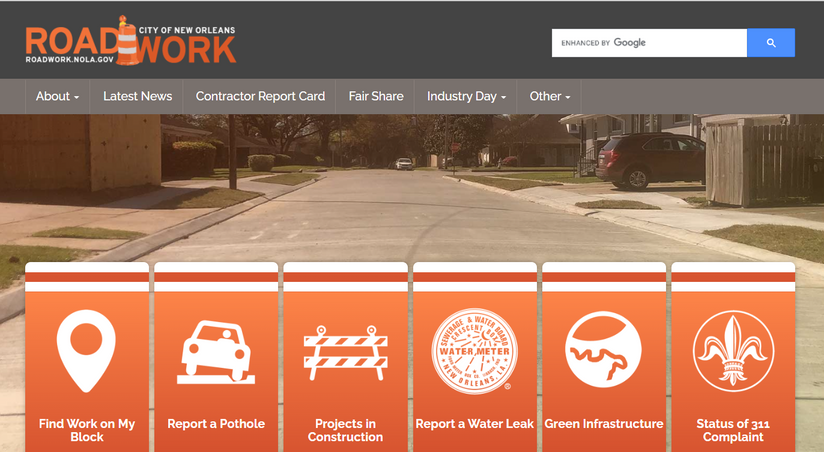 CITY OF NEW ORLEANS
ROAD WORK
ROADWORK.NOLA.GOV
ENHANCED BY Google
About
Latest News
Contractor Report Card
Fair Share
Industry Day
Other
SEWERAGE & WATER BOARD
CRESCENT BOX
WATER METER
NEW ORLEANS, LA.
®
Find Work on My
Block
Report a Pothole
Projects in
Construction
Report a Water Leak
Green Infrastructure
Status of 311
Complaint